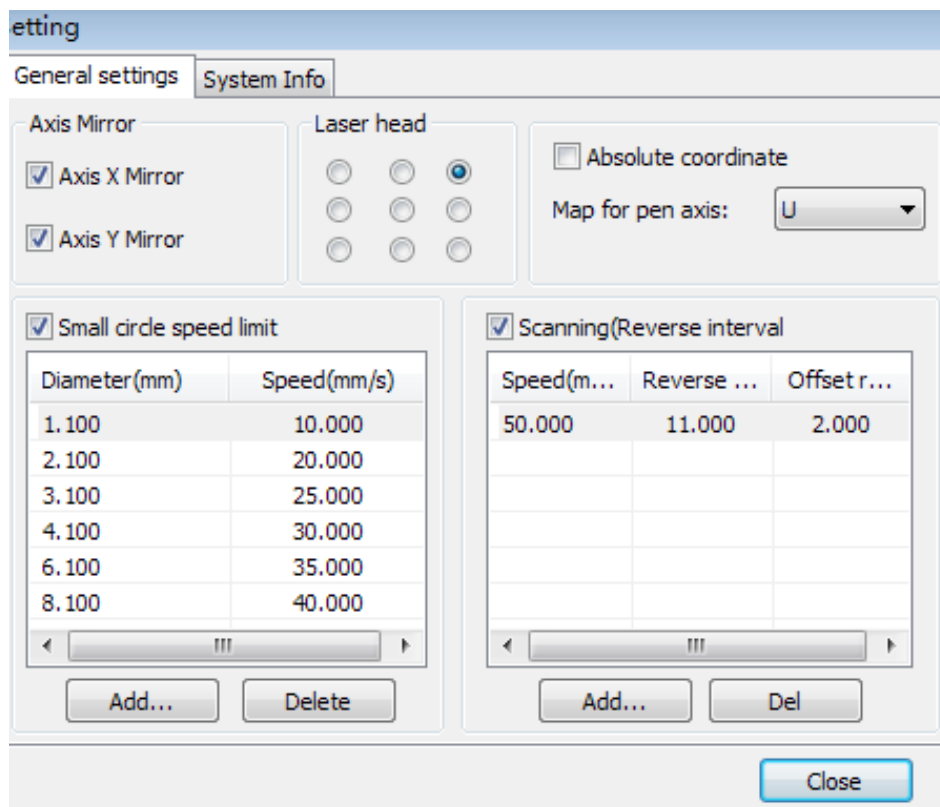 etting
General settings System Info
Axis Mirror
Axis X Mirror
Axis Y Mirror
Laser head
Absolute coordinate
Map for pen axis: U
Small circle speed limit
Diameter(mm) Speed(mm/s)
1.100 10.000
2.100 20.000
3.100 25.000
4.100 30.000
6.100 35.000
8.100 40.000
Add... Delete
Scanning(Reverse interval
Speed(m... Reverse ... Offset r...
50.000 11.000 2.000
Add... Del
Close